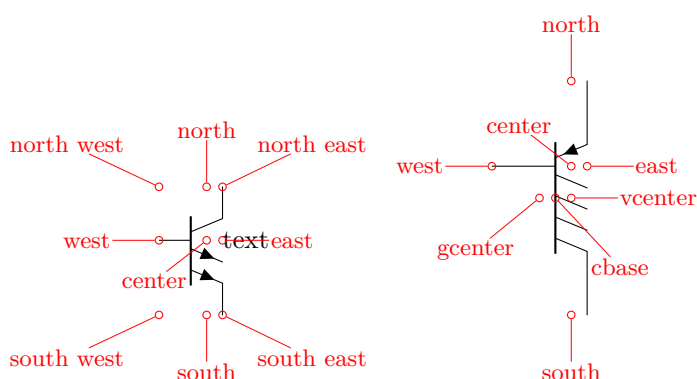 north
center
west
east
vcenter
gcenter
cbase
south
north west
north
north east
west
text
east
center
south west
south
south east